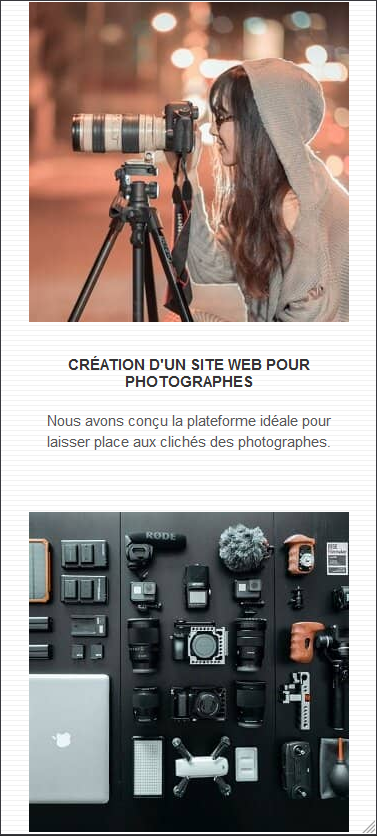 CRÉATION D'UN SITE WEB POUR
PHOTOGRAPHES
Nous avons conçu la plateforme idéale pour
laisser place aux clichés des photographes.
RØDE